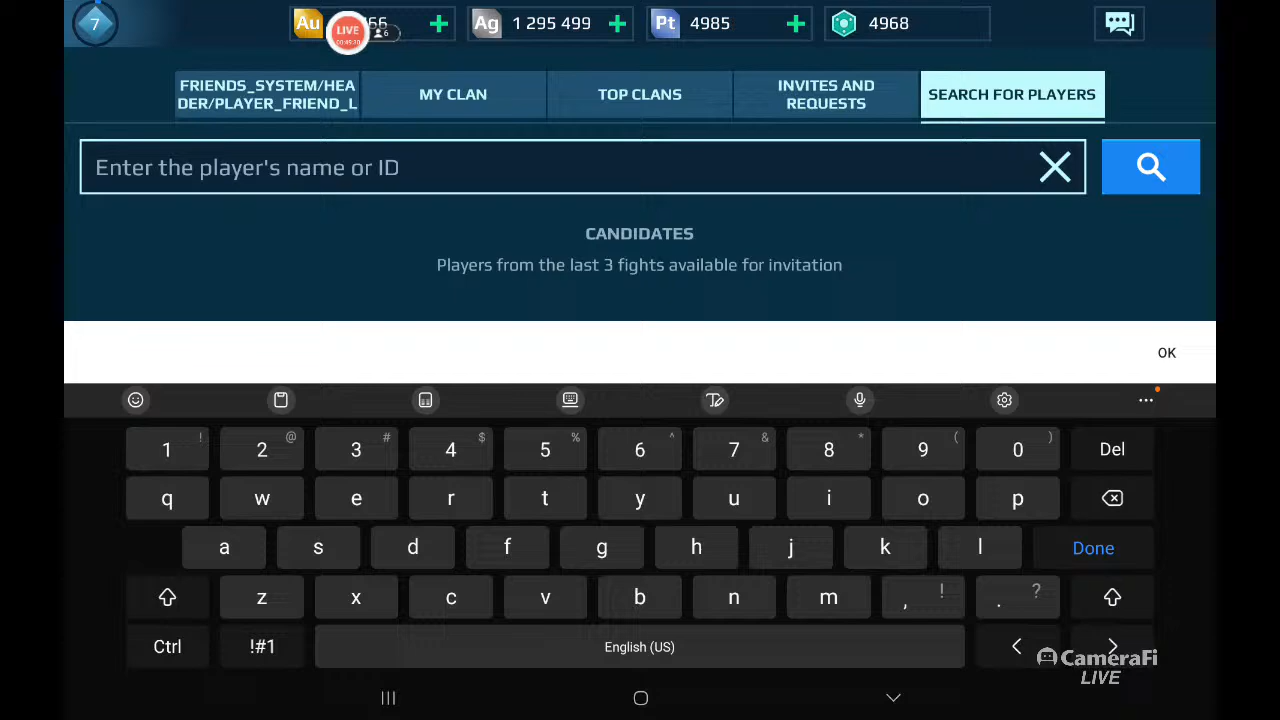 7
Au
66
Ag 1 295 499
Pt 4985
4968
LIVE
6
FRIENDS_SYSTEM/HEA
DER/PLAYER_FRIEND_L
MY CLAN
TOP CLANS
INVITES AND
REQUESTS
SEARCH FOR PLAYERS
Enter the player's name or ID
CANDIDATES
Players from the last 3 fights available for invitation
OK
1 ! 2 @ 3 # 4 $ 5 % 6 ^ 7 & 8 * 9 ( 0 ) Del
q w e r t y u i o p
a s d f g h j k l Done
z x c v b n m , ! . ?
Ctrl !#1 English (US) < >
CameraFi
LIVE